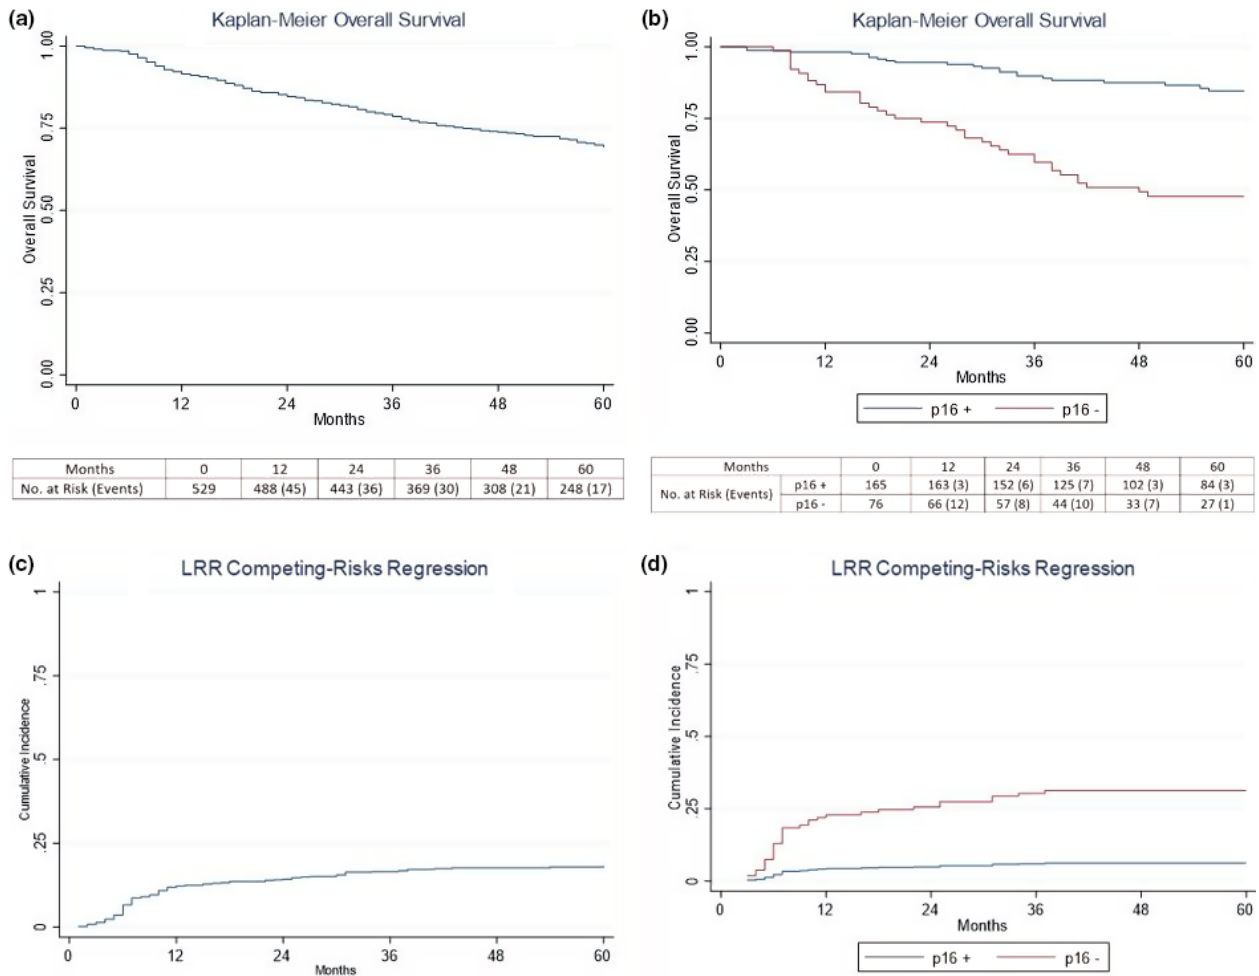 (a)
Kaplan-Meier Overall Survival
Overall Survival
1.00
0.75
0.50
0.25
0.00
0 12 24 36 48 60
Months
Months 0 12 24 36 48 60
No. at Risk (Events) 529 488 (45) 443 (36) 369 (30) 308 (21) 248 (17)
(b)
Kaplan-Meier Overall Survival
Overall Survival
1.00
0.75
0.50
0.25
0.00
0 12 24 36 48 60
Months
p16 + p16 -
Months 0 12 24 36 48 60
No. at Risk (Events)
p16 + 165 163 (3) 152 (6) 125 (7) 102 (3) 84 (3)
p16 - 76 66 (12) 57 (8) 44 (10) 33 (7) 27 (1)
(c)
LRR Competing-Risks Regression
Cumulative Incidence
1
.75
.5
.25
0
0 12 24 36 48 60
Months
(d)
LRR Competing-Risks Regression
Cumulative Incidence
1
.75
.5
.25
0
0 12 24 36 48 60
Months
p16 + p16 -